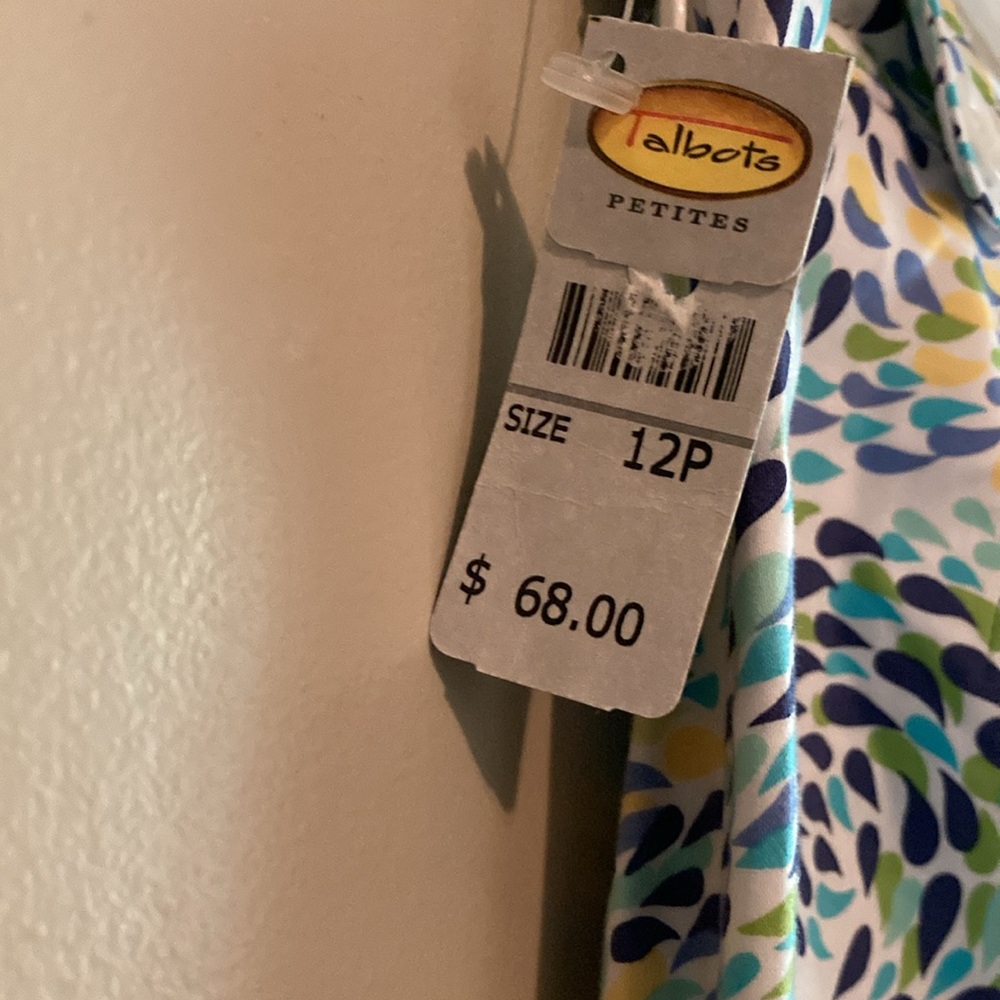 Talbots
PETITES
SIZE 12P
$ 68.00